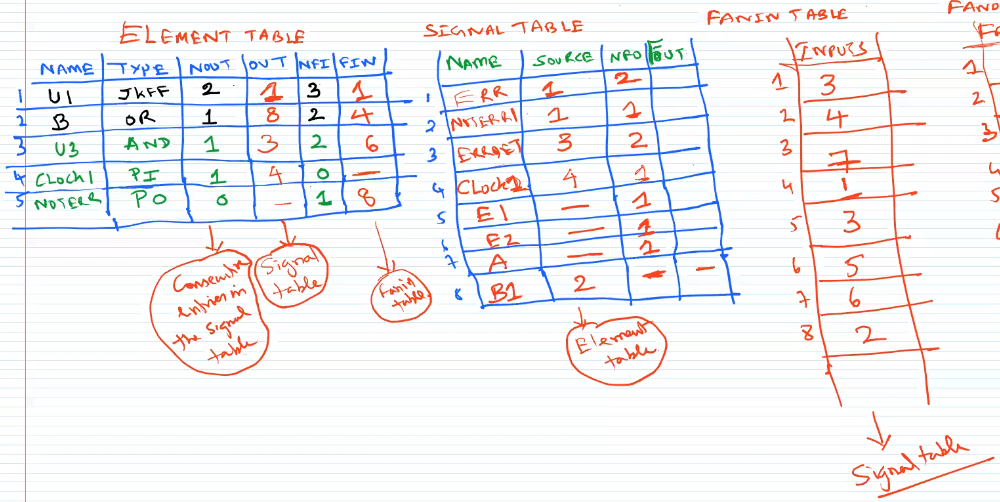 ELEMENT TABLE
NAME TYPE NOUT OUT NFI FIN
1 U1 JKFF 2 1 3 1
2 B OR 1 8 2 4
3 U3 AND 1 3 2 6
4 CLOCK1 PI 1 4 0 —
5 NOTERR PO 0 — 1 8
Consecutive
entries in
the signal
table
Signal
table
Fanin
table
SIGNAL TABLE
NAME SOURCE NFO FOUT
1 ERR 1 2
2 NOTERR1 1 1
3 ERRGET 3 2
4 CLOCK1 4 1
5 E1 — 1
6 E2 — 1
7 A — 1
8 B1 2 — —
Element
table
FANIN TABLE
INPUTS
1 3
2 4
3 7
4 1
5 3
6 5
7 6
8 2
Signal table
FANO
1
2
3
4
5